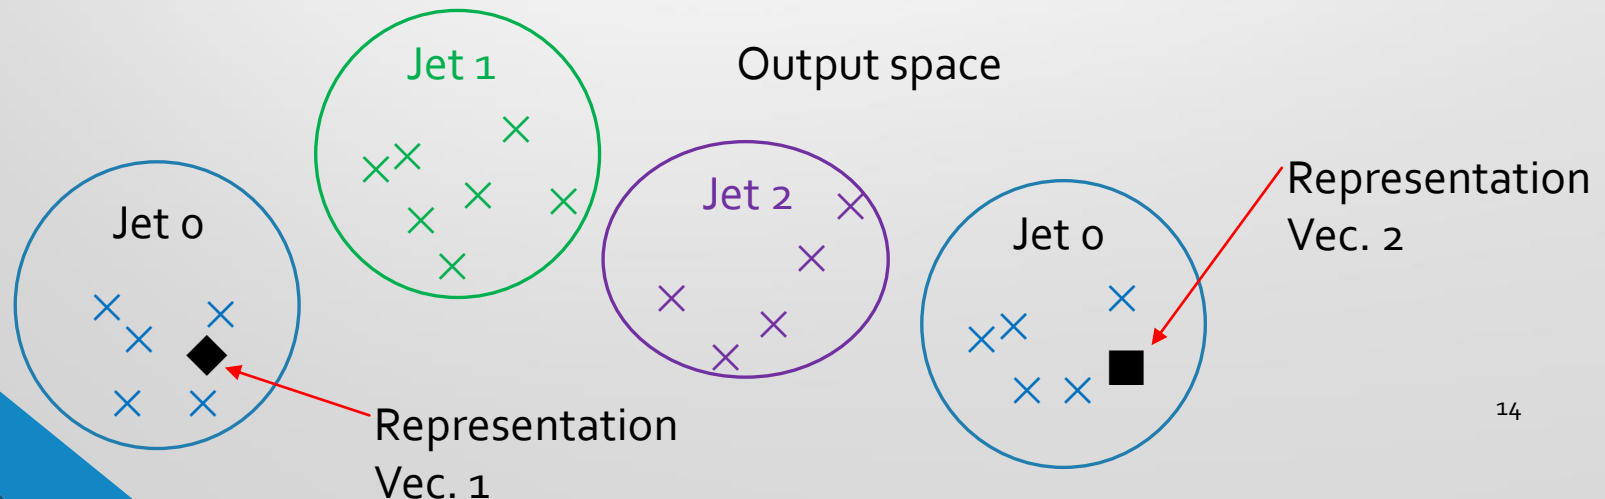 Jet 1
Output space
Jet 0
Jet 2
Jet 0
Representation
Vec. 2
Representation
Vec. 1
14